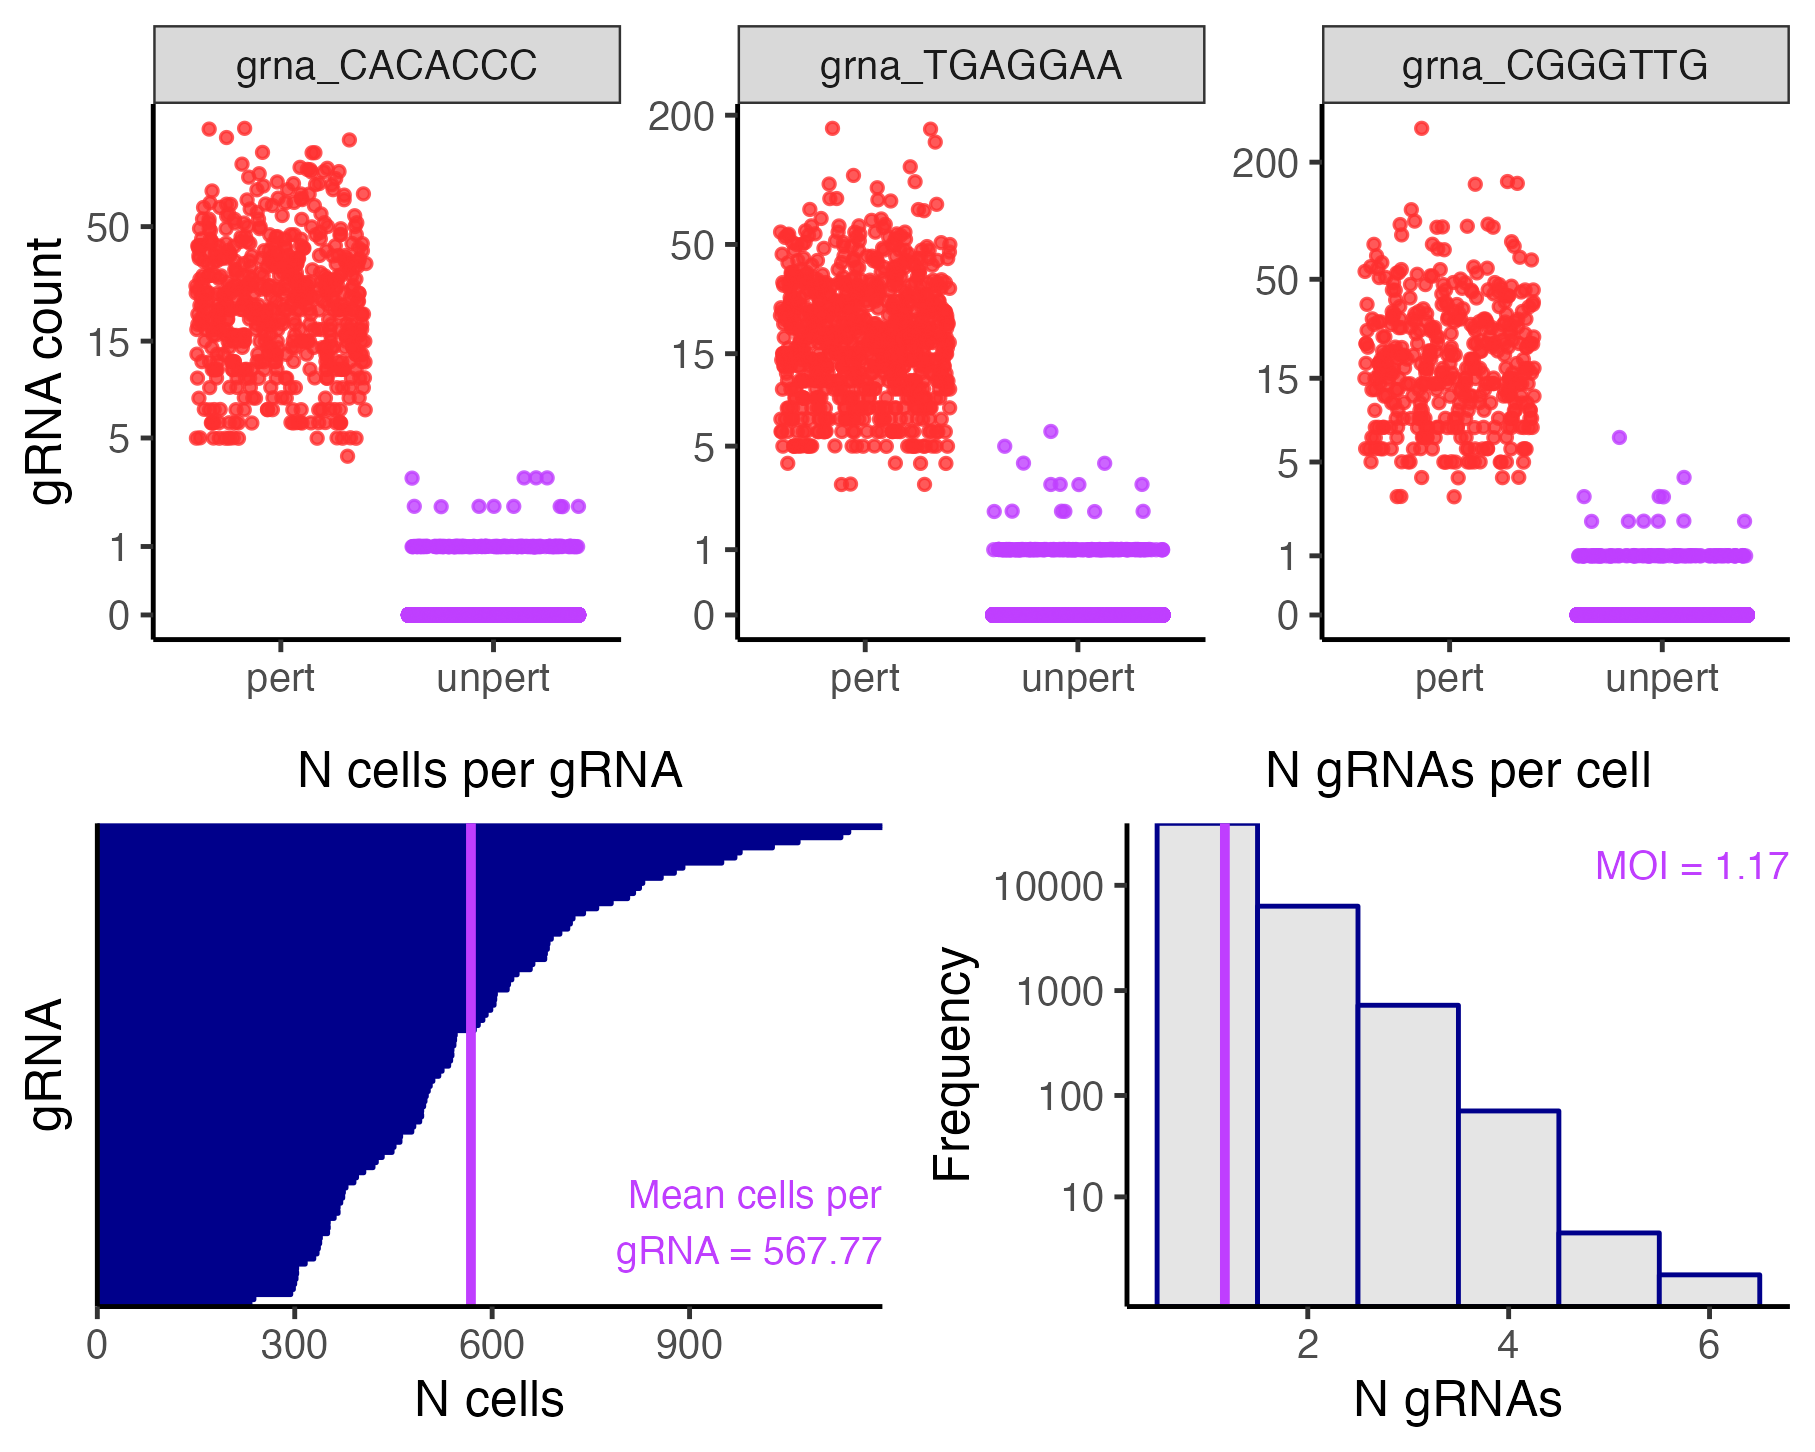 grna_CACACCC
grna_TGAGGAA
grna_CGGGTTG
gRNA count
50
15
5
1
0
200
50
15
5
1
0
200
50
15
5
1
0
pert
unpert
pert
unpert
pert
unpert
N cells per gRNA
gRNA
Mean cells per
gRNA = 567.77
0
300
600
900
N cells
N gRNAs per cell
MOI = 1.17
Frequency
10000
1000
100
10
2
4
6
N gRNAs